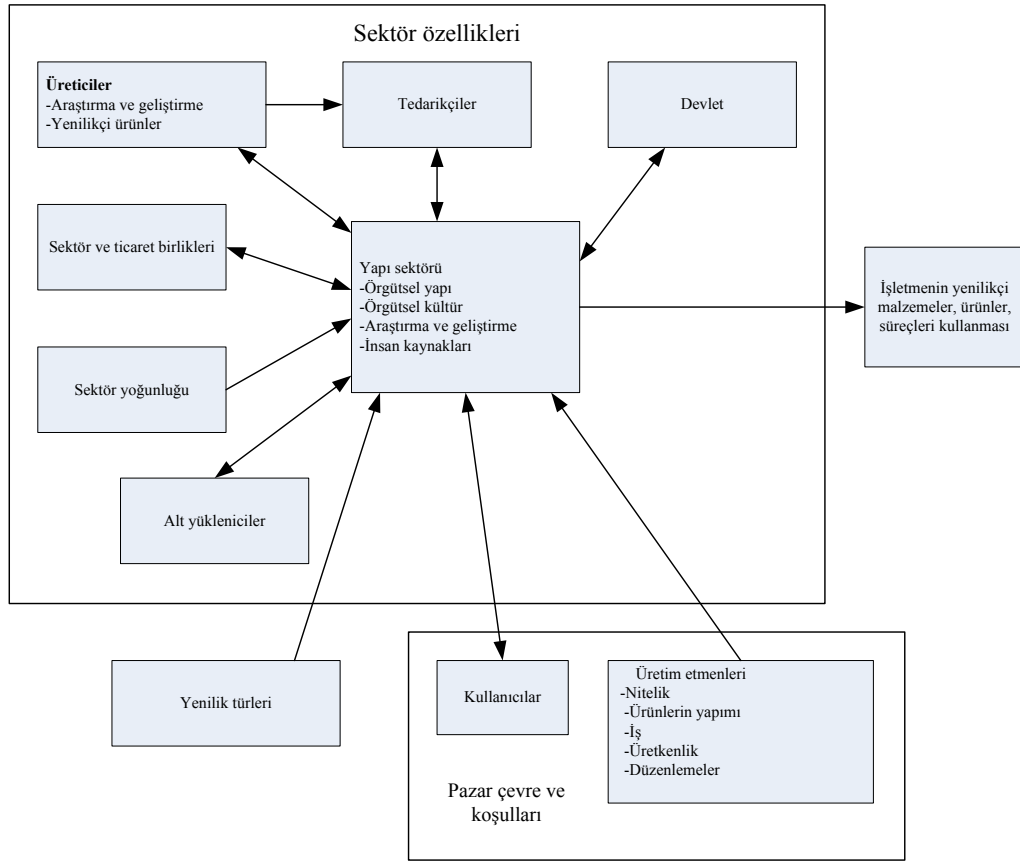 Sektör özellikleri
Üreticiler
-Araştırma ve geliştirme
-Yenilikçi ürünler
Tedarikçiler
Devlet
Sektör ve ticaret birlikleri
Yapı sektörü
-Örgütsel yapı
-Örgütsel kültür
-Araştırma ve geliştirme
-İnsan kaynakları
İşletmenin yenilikçi
malzemeler, ürünler,
süreçleri kullanması
Sektör yoğunluğu
Alt yükleniciler
Yenilik türleri
Kullanıcılar
Üretim etmenleri
-Nitelik
-Ürünlerin yapımı
-İş
-Üretkenlik
-Düzenlemeler
Pazar çevre ve
koşulları